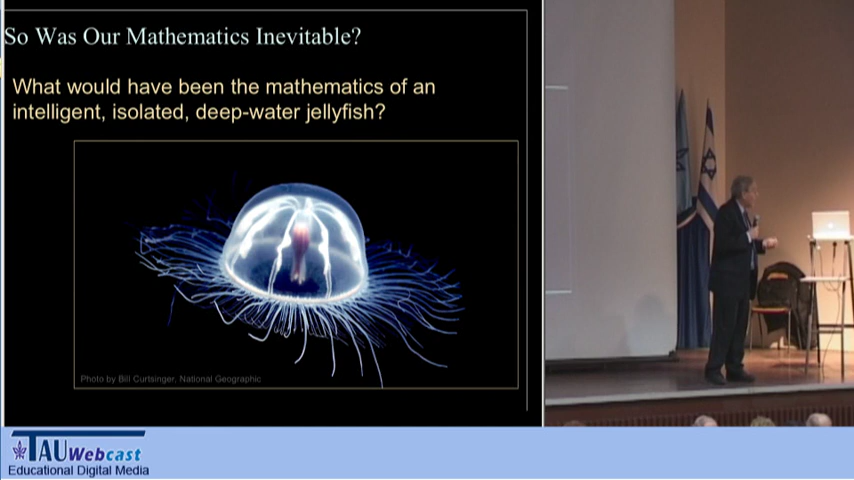 So Was Our Mathematics Inevitable?
What would have been the mathematics of an
intelligent, isolated, deep-water jellyfish?
Photo by Bill Curtsinger, National Geographic
TAUWebcast
Educational Digital Media